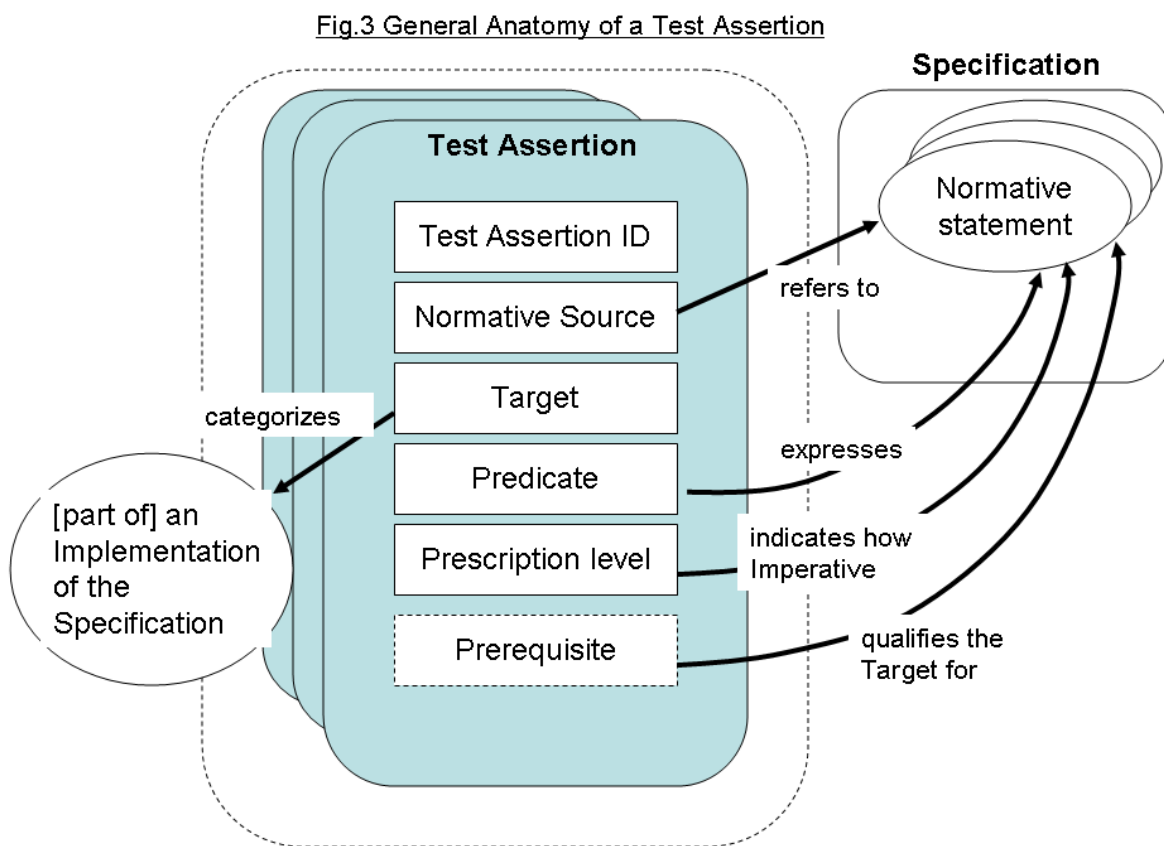 Fig.3 General Anatomy of a Test Assertion
Specification
Test Assertion
Normative
statement
Test Assertion ID
refers to
Normative Source
categorizes
Target
expresses
Predicate
[part of] an
Implementation
of the
Specification
indicates how
Imperative
Prescription level
qualifies the
Target for
Prerequisite